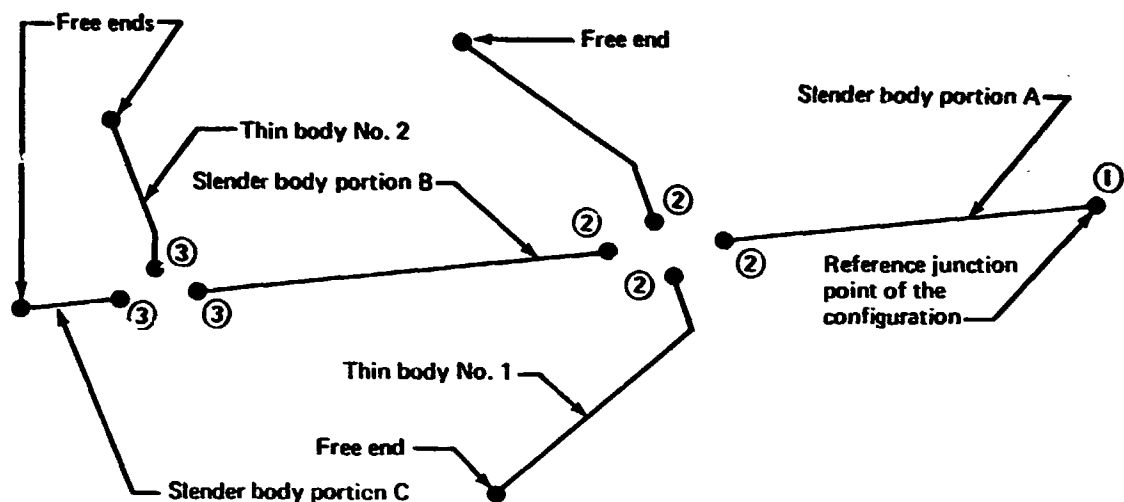 Free ends
Free end
Slender body portion A
Thin body No. 2
Slender body portion B
①
②
②
③
②
②
Reference junction
point of the
configuration
③
③
Thin body No. 1
Free end
Slender body portion C